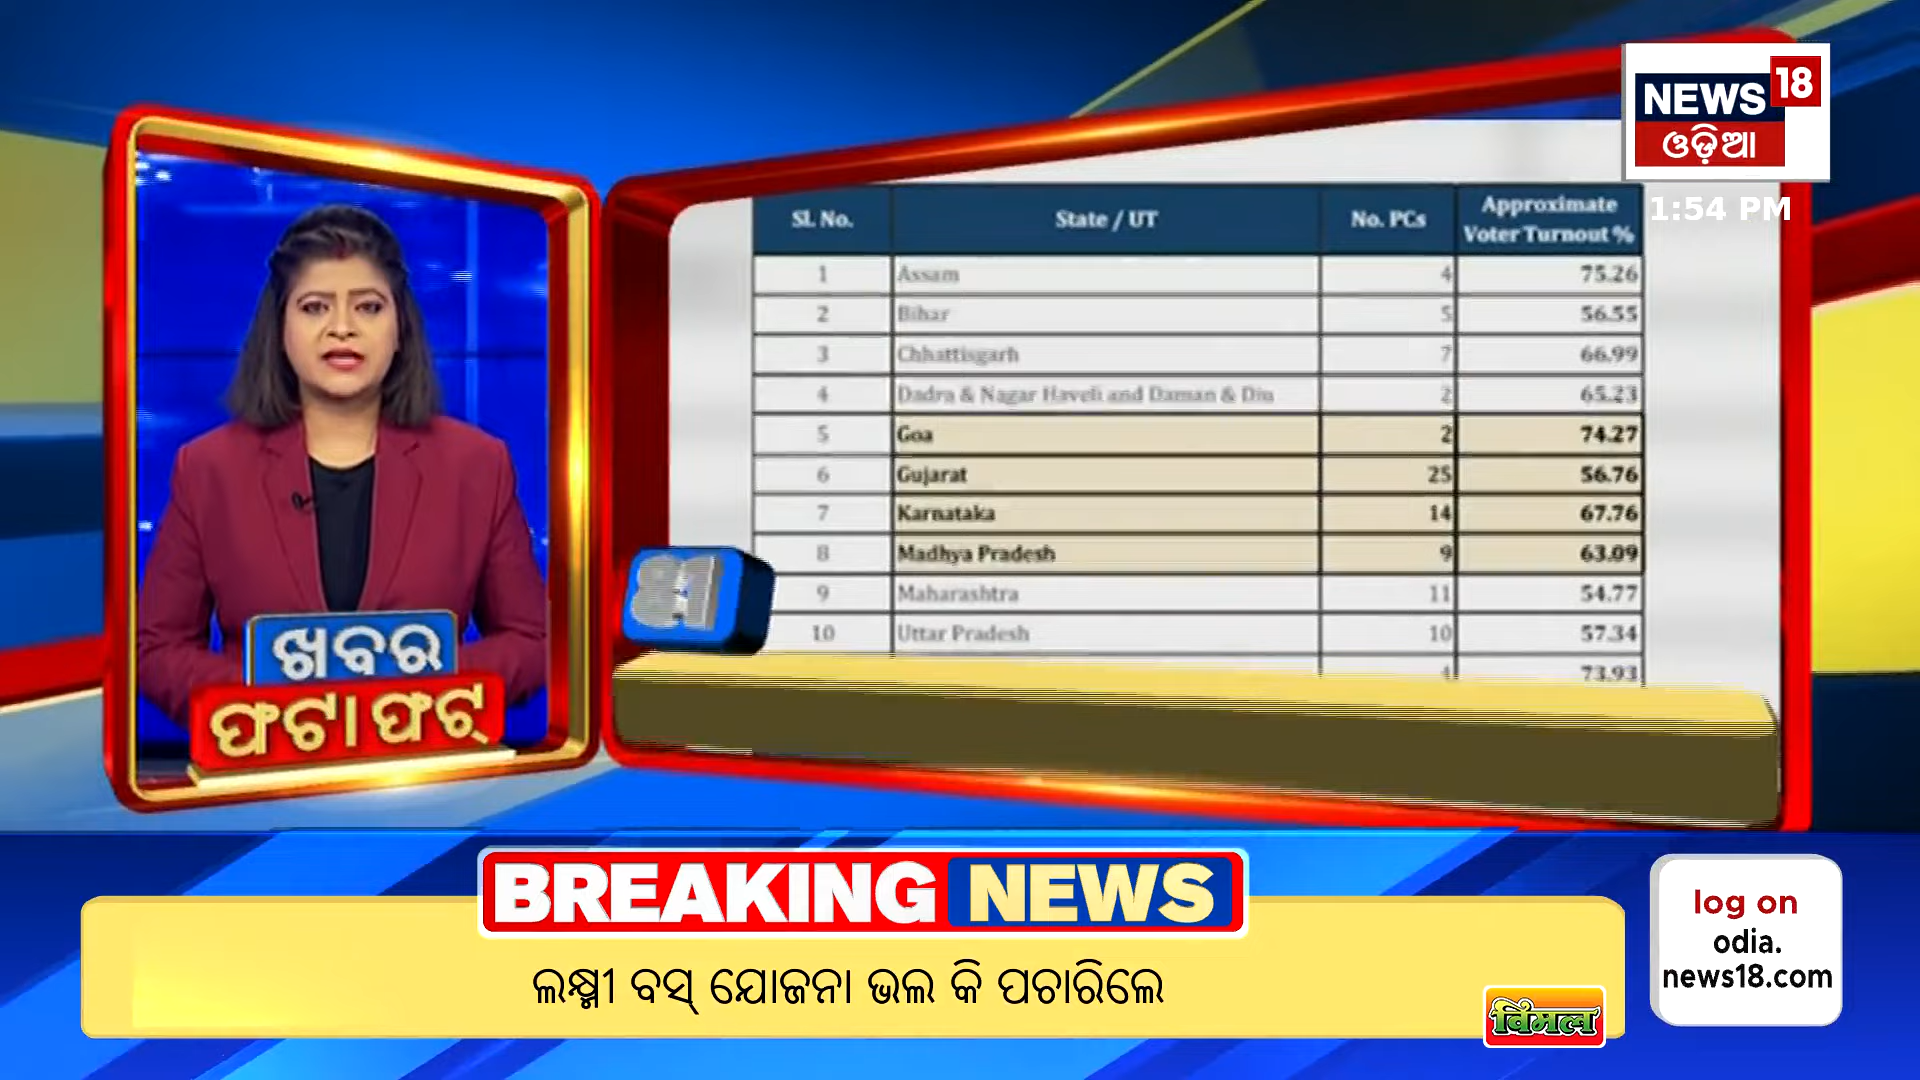 NEWS 18
ଓଡ଼ିଆ
1:54 PM
Sl. No. State / UT No. PCs Approximate Voter Turnout %
1 Assam 4 75.26
2 Bihar 5 56.55
3 Chhattisgarh 7 66.99
4 Dadra & Nagar Haveli and Daman & Diu 2 65.23
5 Goa 2 74.27
6 Gujarat 25 56.76
7 Karnataka 14 67.76
8 Madhya Pradesh 9 63.09
9 Maharashtra 11 54.77
10 Uttar Pradesh 10 57.34
4 73.93
ଖବର
ଫଟାଫଟ୍
BREAKING NEWS
ଲକ୍ଷ୍ମୀ ବସ୍ ଯୋଜନା ଭଲ କି ପଚାରିଲେ
विमल
log on
odia.
news18.com